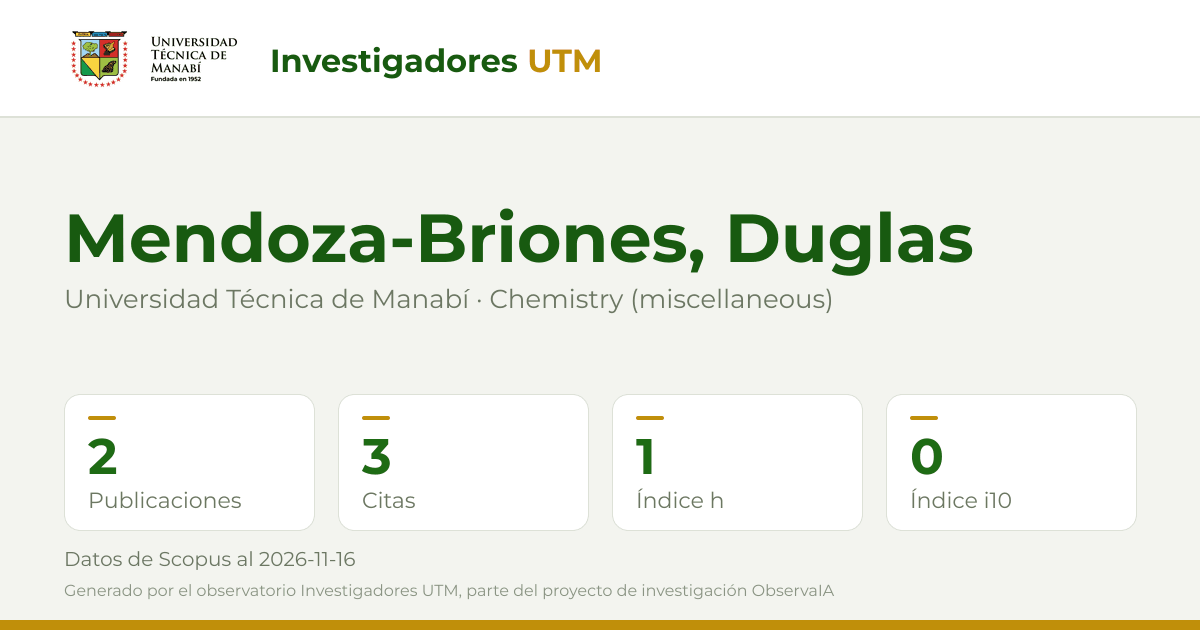 UNIVERSIDAD
TÉCNICA DE
MANABÍ
Fundada en 1952
Investigadores UTM
Mendoza-Briones, Duglas
Universidad Técnica de Manabí · Chemistry (miscellaneous)
2
Publicaciones
3
Citas
1
Índice h
0
Índice i10
Datos de Scopus al 2026-11-16
Generado por el observatorio Investigadores UTM, parte del proyecto de investigación ObservaIA